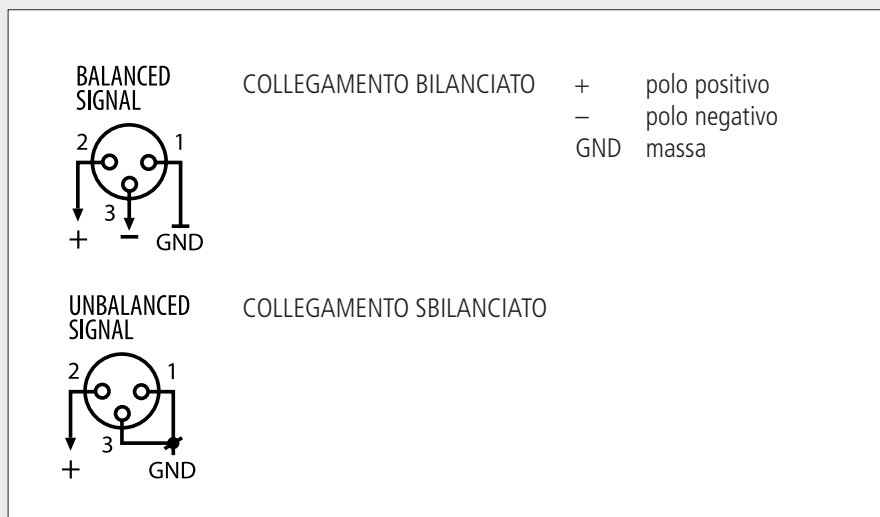 BALANCED
SIGNAL
COLLEGAMENTO BILANCIATO + polo positivo
– polo negativo
GND massa
2 1
3
+ – GND
UNBALANCED
SIGNAL
COLLEGAMENTO SBILANCIATO
2 1
3
+ GND